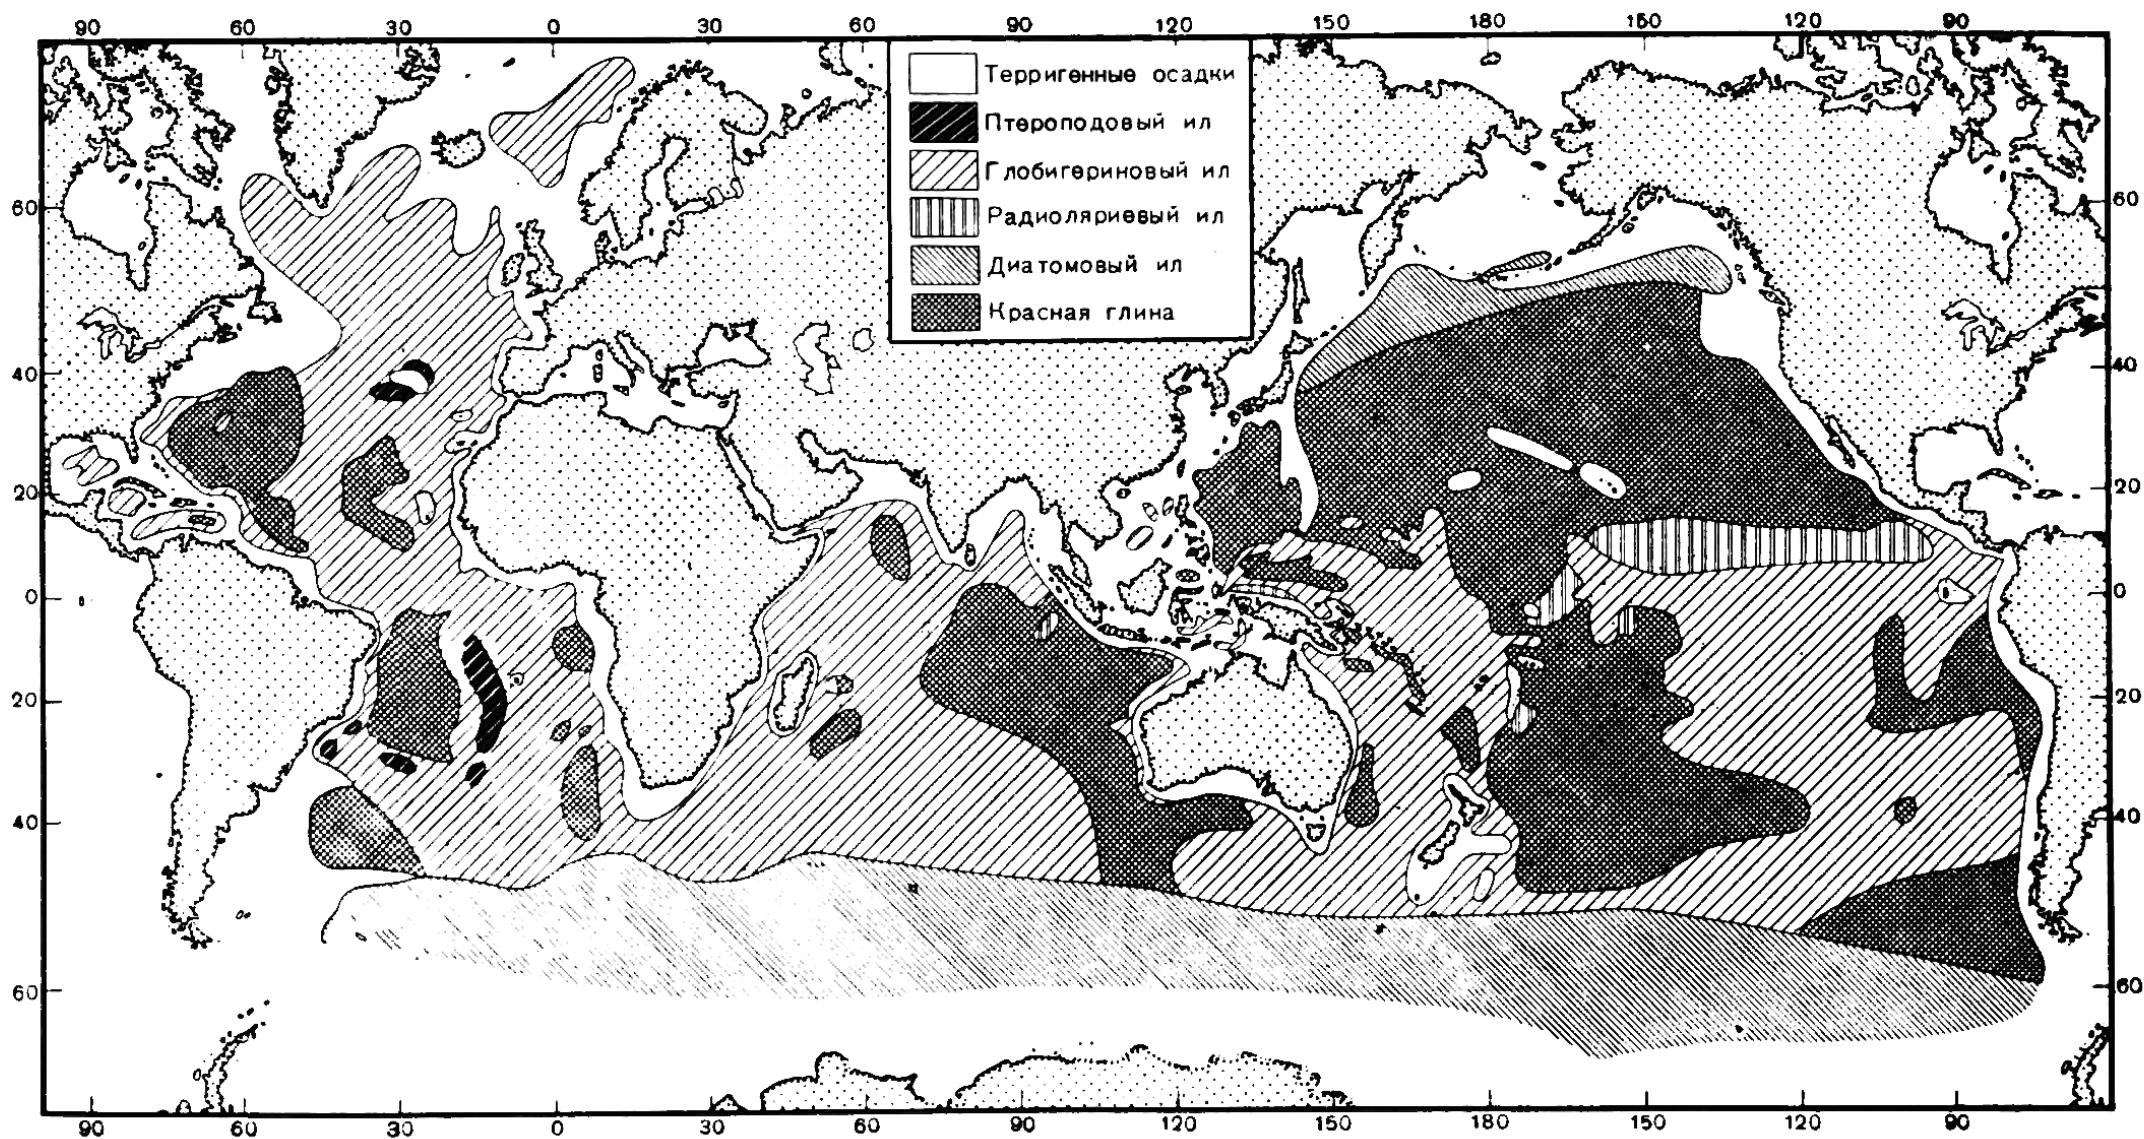 90 60 30 0 30 60 90 120 150 180 150 120 90
Терригенные осадки
Птероподовый ил
Глобигериновый ил
Радиоляриевый ил
Диатомовый ил
Красная глина
60 60
40 40
20 20
0 0
20 20
40 40
60 60
90 60 30 0 30 60 90 120 150 180 150 120 90